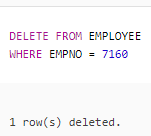 DELETE FROM EMPLOYEE
WHERE EMPNO = 7160
1 row(s) deleted.